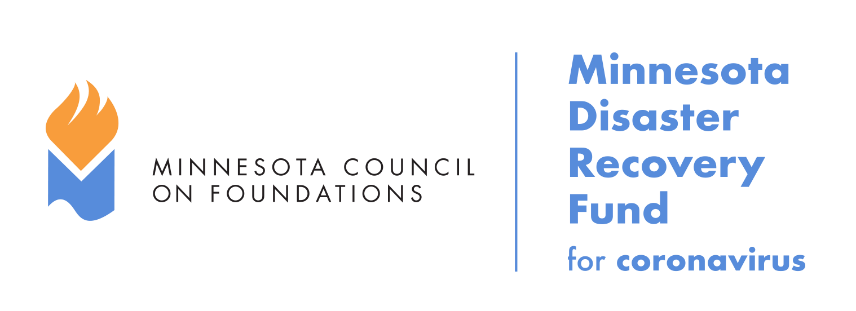 MINNESOTA COUNCIL
ON FOUNDATIONS
Minnesota
Disaster
Recovery
Fund
for coronavirus